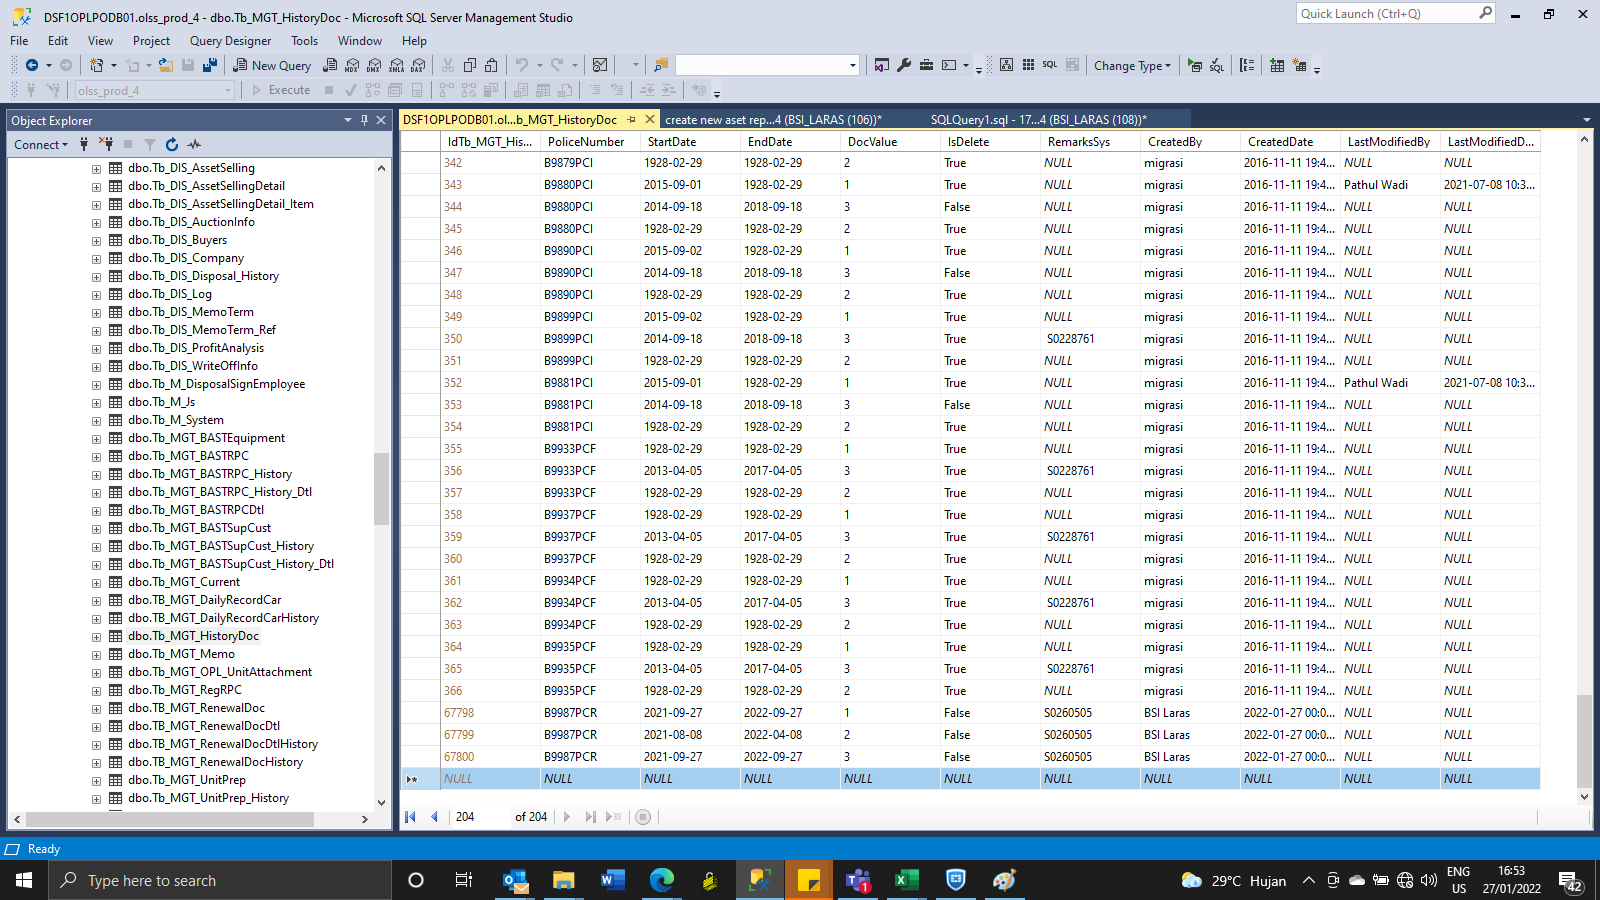 DSF1OPLPODB01.olss_prod_4 - dbo.Tb_MGT_HistoryDoc - Microsoft SQL Server Management Studio
Quick Launch (Ctrl+Q)
File Edit View Project Query Designer Tools Window Help
New Query MDX DMX XMLA DAX SQL Change Type SQL
olss_prod_4 Execute
Object Explorer
Connect
dbo.Tb_DIS_AssetSelling
dbo.Tb_DIS_AssetSellingDetail
dbo.Tb_DIS_AssetSellingDetail_Item
dbo.Tb_DIS_AuctionInfo
dbo.Tb_DIS_Buyers
dbo.Tb_DIS_Company
dbo.Tb_DIS_Disposal_History
dbo.Tb_DIS_Log
dbo.Tb_DIS_MemoTerm
dbo.Tb_DIS_MemoTerm_Ref
dbo.Tb_DIS_ProfitAnalysis
dbo.Tb_DIS_WriteOffInfo
dbo.Tb_M_DisposalSignEmployee
dbo.Tb_M_Js
dbo.Tb_M_System
dbo.Tb_MGT_BASTEquipment
dbo.Tb_MGT_BASTRPC
dbo.Tb_MGT_BASTRPC_History
dbo.Tb_MGT_BASTRPC_History_Dtl
dbo.Tb_MGT_BASTRPCDtl
dbo.Tb_MGT_BASTSupCust
dbo.Tb_MGT_BASTSupCust_History
dbo.Tb_MGT_BASTSupCust_History_Dtl
dbo.Tb_MGT_Current
dbo.TB_MGT_DailyRecordCar
dbo.TB_MGT_DailyRecordCarHistory
dbo.Tb_MGT_HistoryDoc
dbo.Tb_MGT_Memo
dbo.Tb_MGT_OPL_UnitAttachment
dbo.Tb_MGT_RegRPC
dbo.TB_MGT_RenewalDoc
dbo.TB_MGT_RenewalDocDtl
dbo.TB_MGT_RenewalDocDtlHistory
dbo.TB_MGT_RenewalDocHistory
dbo.Tb_MGT_UnitPrep
dbo.Tb_MGT_UnitPrep_History
DSF1OPLPODB01.ol...b_MGT_HistoryDoc create new aset rep...4 (BSI_LARAS (106))* SQLQuery1.sql - 17...4 (BSI_LARAS (108))*
IdTb_MGT_His... PoliceNumber StartDate EndDate DocValue IsDelete RemarksSys CreatedBy CreatedDate LastModifiedBy LastModifiedD...
342 B9879PCI 1928-02-29 1928-02-29 2 True NULL migrasi 2016-11-11 19:4... NULL NULL
343 B9880PCI 2015-09-01 1928-02-29 1 True NULL migrasi 2016-11-11 19:4... Pathul Wadi 2021-07-08 10:3...
344 B9880PCI 2014-09-18 2018-09-18 3 False NULL migrasi 2016-11-11 19:4... NULL NULL
345 B9880PCI 1928-02-29 1928-02-29 2 True NULL migrasi 2016-11-11 19:4... NULL NULL
346 B9890PCI 2015-09-02 1928-02-29 1 True NULL migrasi 2016-11-11 19:4... NULL NULL
347 B9890PCI 2014-09-18 2018-09-18 3 False NULL migrasi 2016-11-11 19:4... NULL NULL
348 B9890PCI 1928-02-29 1928-02-29 2 True NULL migrasi 2016-11-11 19:4... NULL NULL
349 B9899PCI 2015-09-02 1928-02-29 1 True NULL migrasi 2016-11-11 19:4... NULL NULL
350 B9899PCI 2014-09-18 2018-09-18 3 True S0228761 migrasi 2016-11-11 19:4... NULL NULL
351 B9899PCI 1928-02-29 1928-02-29 2 True NULL migrasi 2016-11-11 19:4... NULL NULL
352 B9881PCI 2015-09-01 1928-02-29 1 True NULL migrasi 2016-11-11 19:4... Pathul Wadi 2021-07-08 10:3...
353 B9881PCI 2014-09-18 2018-09-18 3 False NULL migrasi 2016-11-11 19:4... NULL NULL
354 B9881PCI 1928-02-29 1928-02-29 2 True NULL migrasi 2016-11-11 19:4... NULL NULL
355 B9933PCF 1928-02-29 1928-02-29 1 True NULL migrasi 2016-11-11 19:4... NULL NULL
356 B9933PCF 2013-04-05 2017-04-05 3 True S0228761 migrasi 2016-11-11 19:4... NULL NULL
357 B9933PCF 1928-02-29 1928-02-29 2 True NULL migrasi 2016-11-11 19:4... NULL NULL
358 B9937PCF 1928-02-29 1928-02-29 1 True NULL migrasi 2016-11-11 19:4... NULL NULL
359 B9937PCF 2013-04-05 2017-04-05 3 True S0228761 migrasi 2016-11-11 19:4... NULL NULL
360 B9937PCF 1928-02-29 1928-02-29 2 True NULL migrasi 2016-11-11 19:4... NULL NULL
361 B9934PCF 1928-02-29 1928-02-29 1 True NULL migrasi 2016-11-11 19:4... NULL NULL
362 B9934PCF 2013-04-05 2017-04-05 3 True S0228761 migrasi 2016-11-11 19:4... NULL NULL
363 B9934PCF 1928-02-29 1928-02-29 2 True NULL migrasi 2016-11-11 19:4... NULL NULL
364 B9935PCF 1928-02-29 1928-02-29 1 True NULL migrasi 2016-11-11 19:4... NULL NULL
365 B9935PCF 2013-04-05 2017-04-05 3 True S0228761 migrasi 2016-11-11 19:4... NULL NULL
366 B9935PCF 1928-02-29 1928-02-29 2 True NULL migrasi 2016-11-11 19:4... NULL NULL
67798 B9987PCR 2021-09-27 2022-09-27 1 False S0260505 BSI Laras 2022-01-27 00:0... NULL NULL
67799 B9987PCR 2021-08-08 2022-04-08 2 False S0260505 BSI Laras 2022-01-27 00:0... NULL NULL
67800 B9987PCR 2021-09-27 2022-09-27 3 False S0260505 BSI Laras 2022-01-27 00:0... NULL NULL
NULL NULL NULL NULL NULL NULL NULL NULL NULL NULL NULL
204 of 204
Ready
Type here to search
1
29°C Hujan
ENG
US
16:53
27/01/2022
42